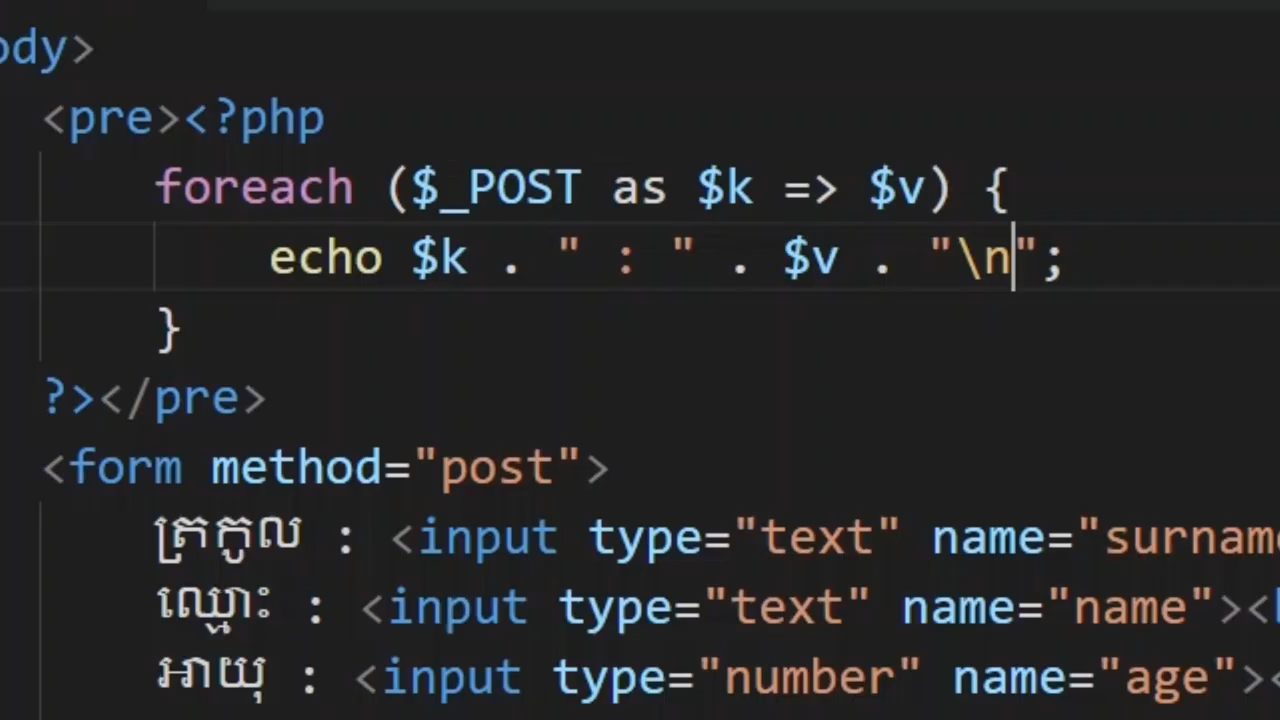 ody>
<pre><?php
foreach ($_POST as $k => $v) {
echo $k . " : " . $v . "\n";
}
?></pre>
<form method="post">
ត្រកូល : <input type="text" name="surnam
ឈ្មោះ : <input type="text" name="name"><
អាយុ : <input type="number" name="age"><